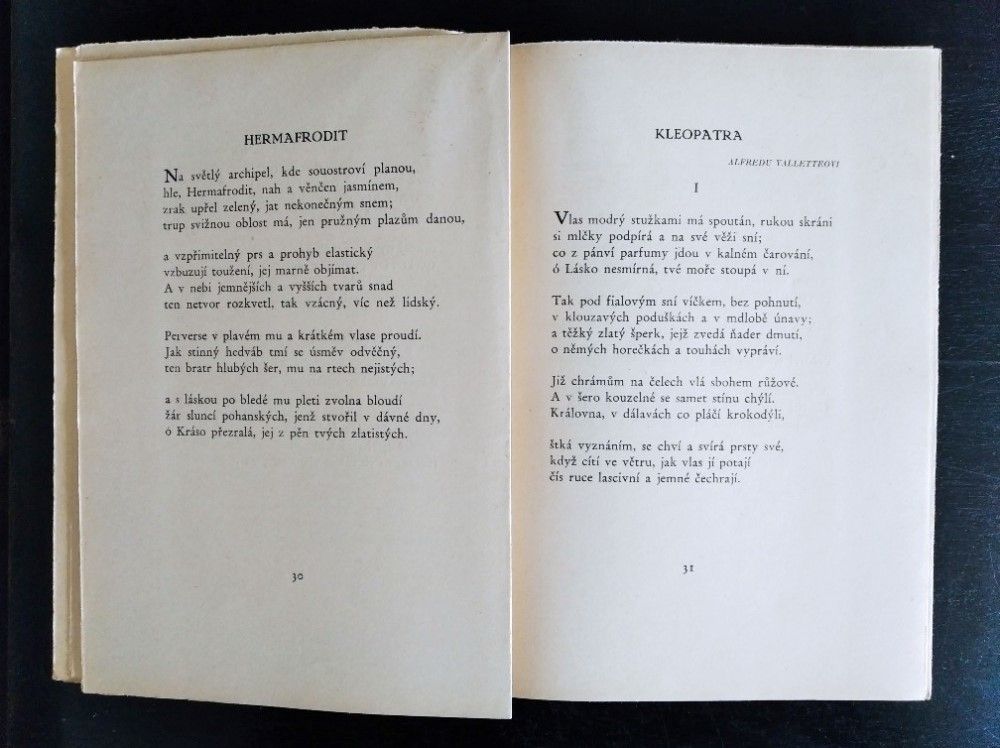 HERMAFRODIT
Na světlý archipel, kde souostroví planou,
hle, Hermafrodit, nah a věnčen jasmínem,
zrak upřel zelený, jat nekonečným snem;
trup svižnou oblost má, jen pružným plazům danou,
a vzpřímitelný prs a prohyb elastický
vzbuzují toužení, jej marně objímat.
A v nebi jemnějších a vyšších tvarů snad
ten netvor rozkvetl, tak vzácný, víc než lidský.
Perverse v plavém mu a krátkém vlase proudí.
Jak stinný hedváb tmí se úsměv odvěčný,
ten bratr hlubých šer, mu na rtech nejistých;
a s láskou po bledé mu pleti zvolna bloudí
žár sluncí pohanských, jenž stvořil v dávné dny,
ó Kráso přezralá, jej z pěn tvých zlatistých.
30
KLEOPATRA
ALFREDU VALLETTEOVI
I
Vlas modrý stužkami má spoután, rukou skráni
si mlčky podpírá a na své věži sní;
co z pánví parfumy jdou v kalném čarování,
ó Lásko nesmírná, tvé moře stoupá v ní.
Tak pod fialovým sní víčkem, bez pohnutí,
v klouzavých poduškách a v mdlobě únavy;
a těžký zlatý šperk, jejž zvedá ňader dmutí,
o němých horečkách a touhách vypráví.
Již chrámům na čelech vlá sbohem růžové.
A v šero kouzelné se samet stínu chýlí.
Královna, v dálavách co pláčí krokodýli,
štká vyznáním, se chví a svírá prsty své,
když cítí ve větru, jak vlas jí potají
čís ruce lascivní a jemné čechrají.
31